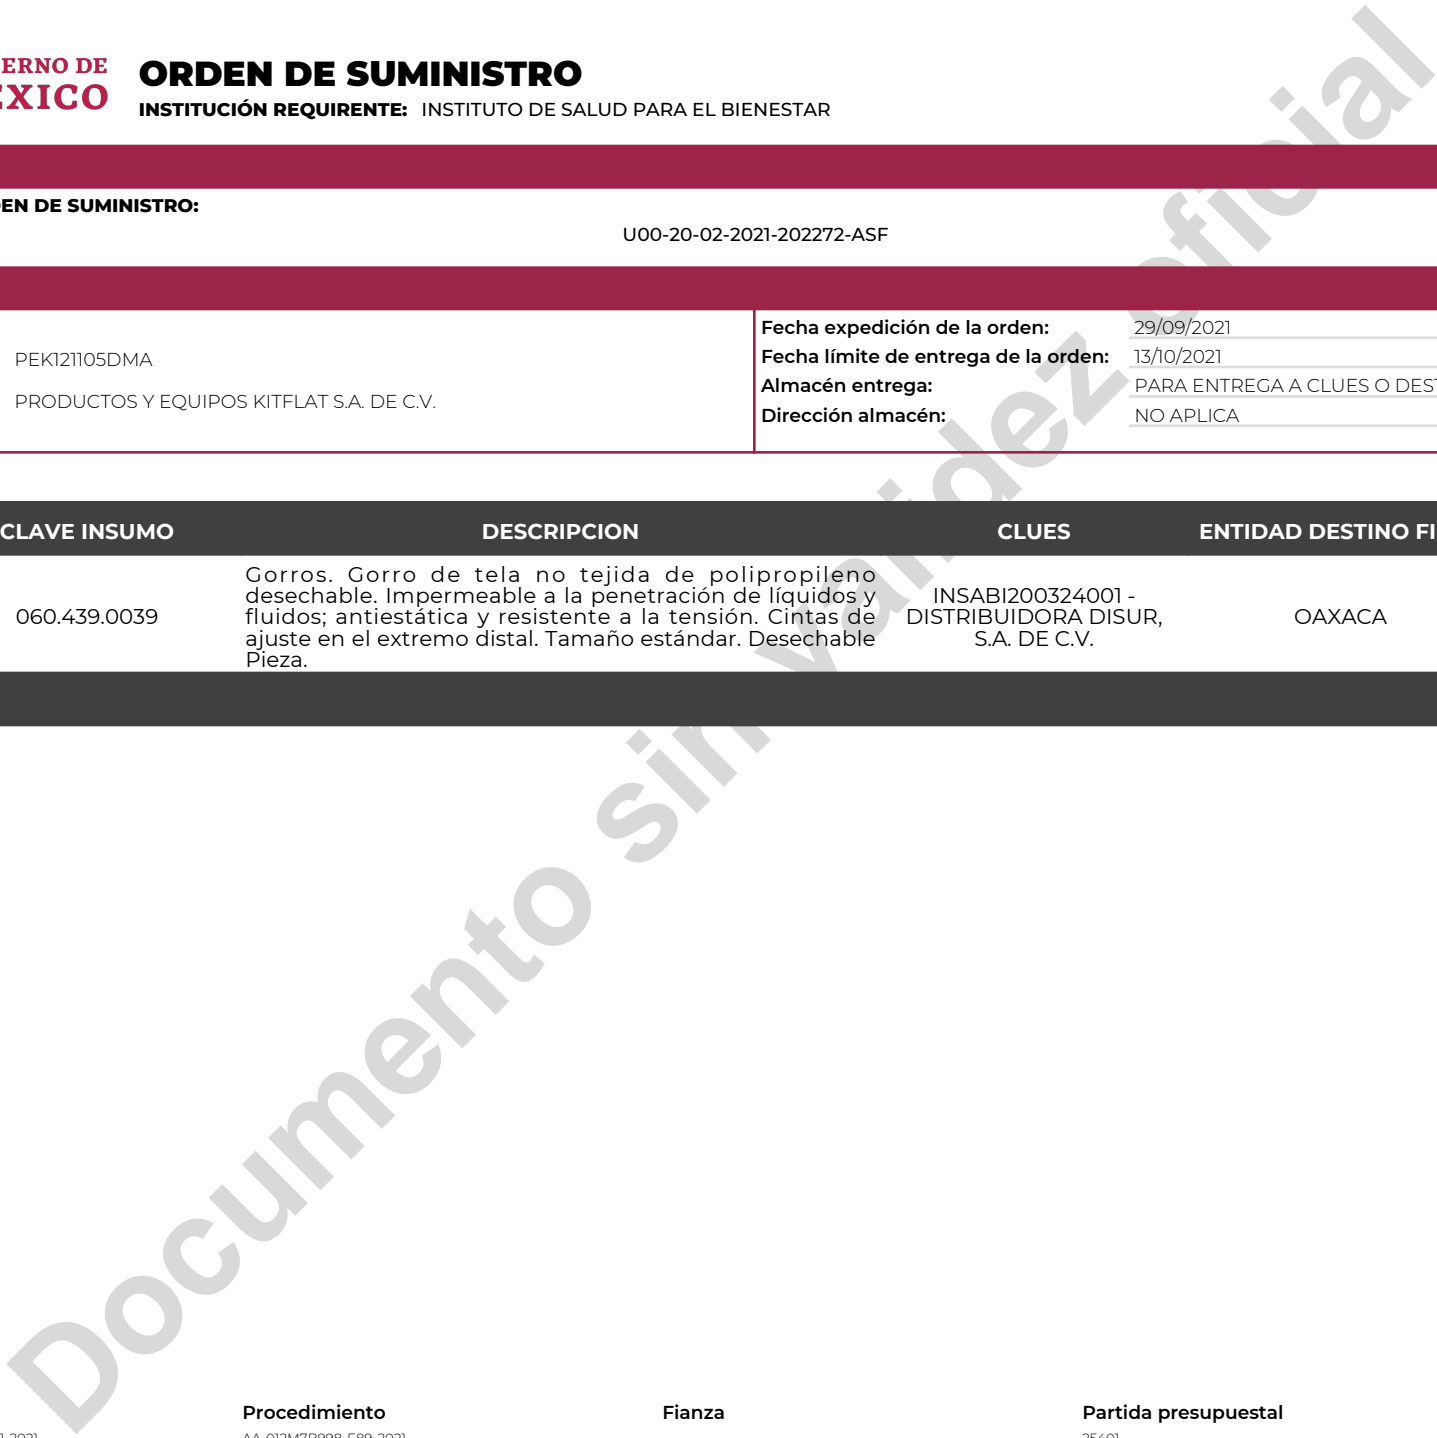 ERNO DE
EXICO
ORDEN DE SUMINISTRO
INSTITUCIÓN REQUIRENTE: INSTITUTO DE SALUD PARA EL BIENESTAR
EN DE SUMINISTRO:
U00-20-02-2021-202272-ASF
PEK121105DMA
PRODUCTOS Y EQUIPOS KITFLAT S.A. DE C.V.
Fecha expedición de la orden: 29/09/2021
Fecha límite de entrega de la orden: 13/10/2021
Almacén entrega: PARA ENTREGA A CLUES O DEST
Dirección almacén: NO APLICA
CLAVE INSUMO DESCRIPCION CLUES ENTIDAD DESTINO FI
060.439.0039
Gorros. Gorro de tela no tejida de polipropileno
desechable. Impermeable a la penetración de líquidos y
fluidos; antiestática y resistente a la tensión. Cintas de
ajuste en el extremo distal. Tamaño estándar. Desechable
Pieza.
INSABI200324001 -
DISTRIBUIDORA DISUR,
S.A. DE C.V.
OAXACA
Documento sin validez oficial
Procedimiento Fianza Partida presupuestal